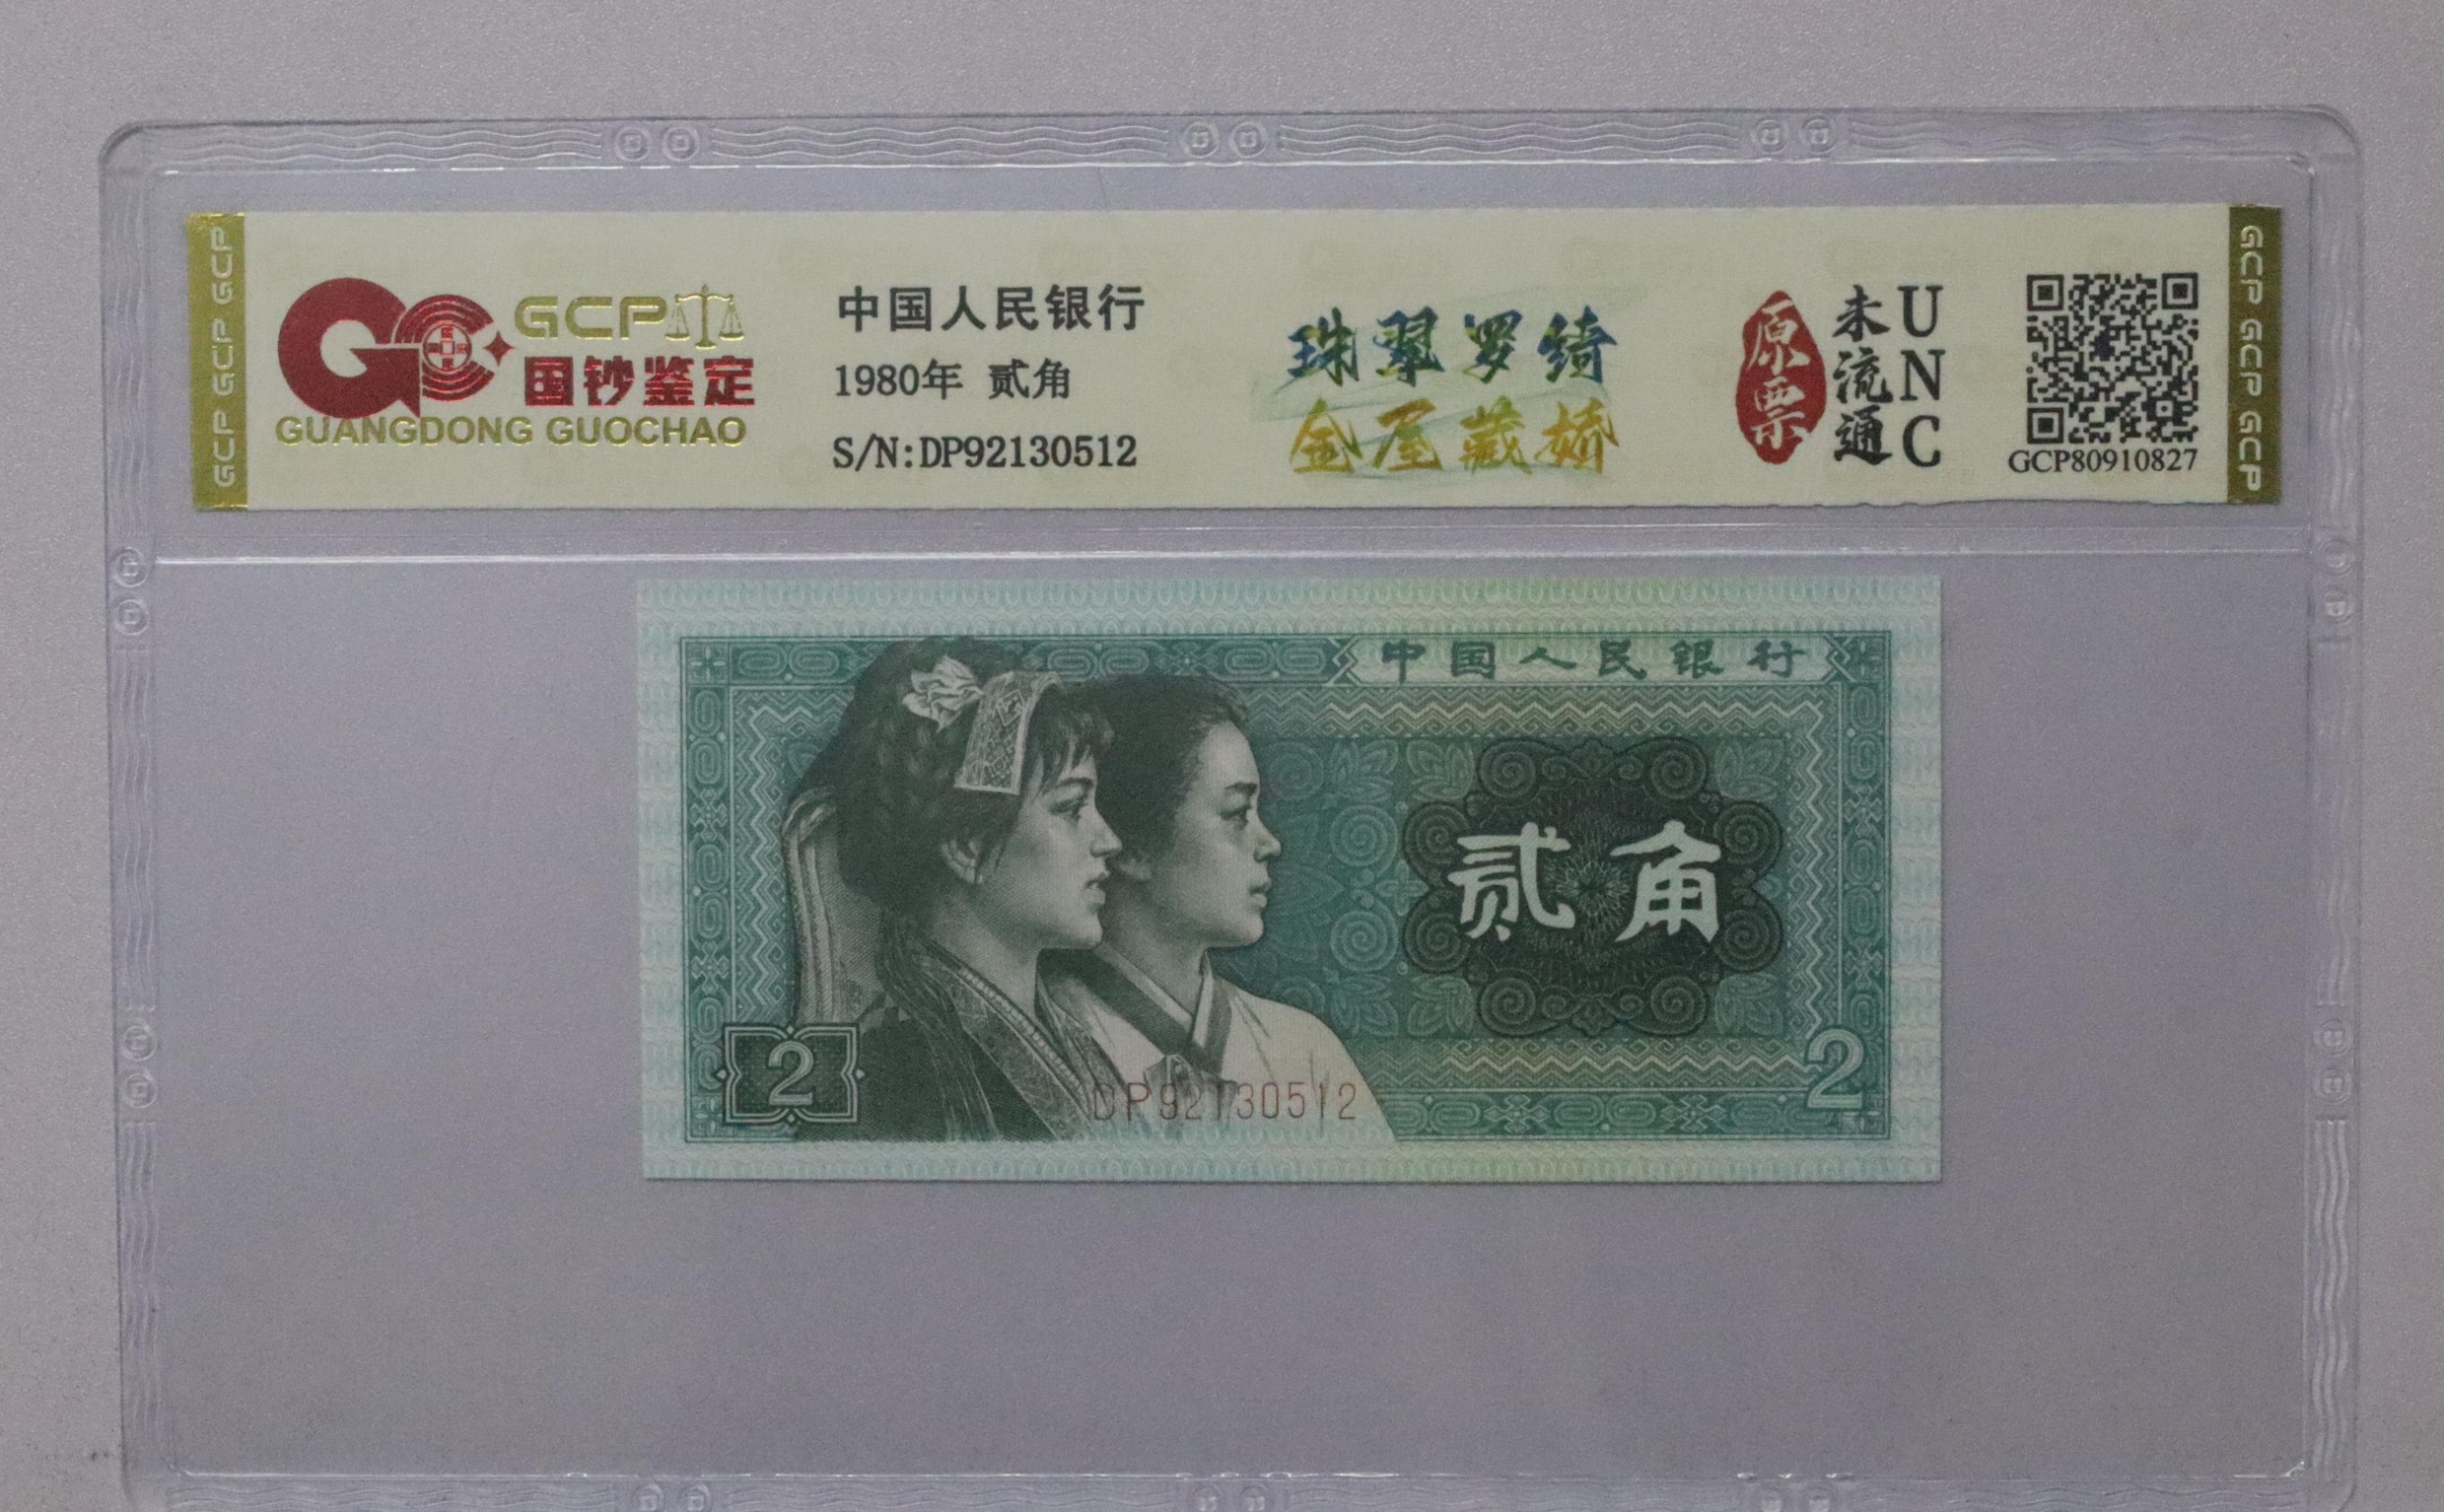 GCP GCP GCP
GCP
国钞鉴定
GUANGDONG GUOCHAO
中国人民银行
1980年 贰角
S/N:DP92130512
珠翠罗绮
金屋藏娇
原票
未流通
UNC
GCP80910827
GCP GCP GCP
中国人民银行
贰角
2
2
DP92130512